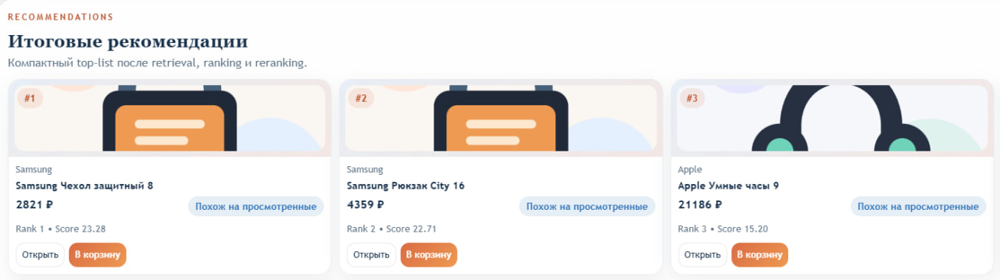 RECOMMENDATIONS
Итоговые рекомендации
Компактный top-list после retrieval, ranking и reranking.
#1
Samsung
Samsung Чехол защитный 8
2821 ₽
Похож на просмотренные
Rank 1 • Score 23.28
Открыть
В корзину
#2
Samsung
Samsung Рюкзак City 16
4359 ₽
Похож на просмотренные
Rank 2 • Score 22.71
Открыть
В корзину
#3
Apple
Apple Умные часы 9
21186 ₽
Похож на просмотренные
Rank 3 • Score 15.20
Открыть
В корзину